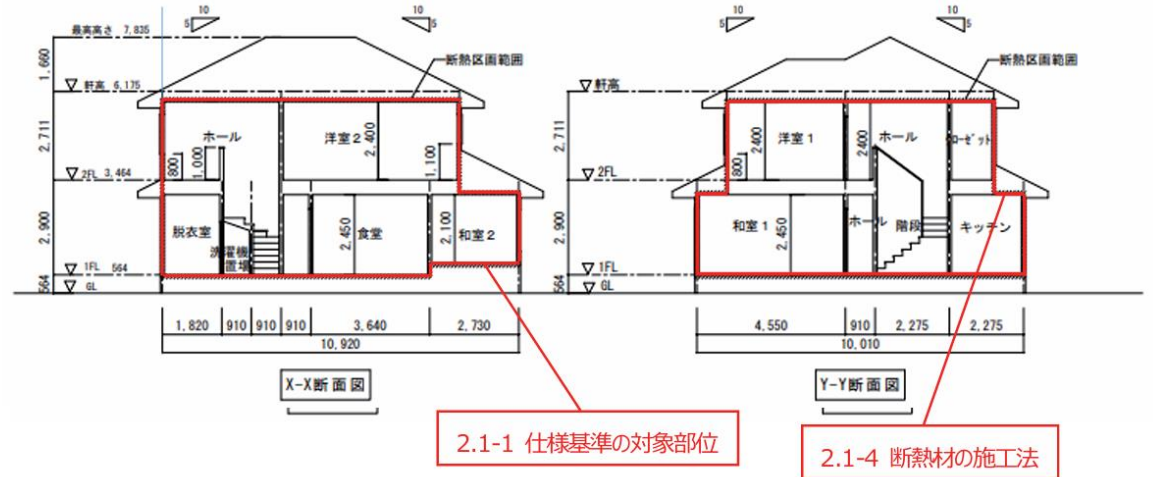 10
5
10
5
最高高さ 7,835
1,660
断熱区画範囲
軒高 6,175
2,711
ホール
洋室2
2,400
800
1,000
1,100
2FL 3,464
2,900
脱衣室
洗濯機
置場
2,450
食堂
2,100
和室2
1FL 564
564
GL
1,820 910 910 910 3,640 2,730
10,920
X-X断面図
10
5
10
5
断熱区画範囲
軒高
2,711
洋室1
2400
800
2400
ホール
ローゼット
2FL
2,900
和室1
2,450
ホール
階段
キッチン
1FL
564
GL
4,550 910 2,275 2,275
10,010
Y-Y断面図
2.1-1 仕様基準の対象部位
2.1-4 断熱材の施工法